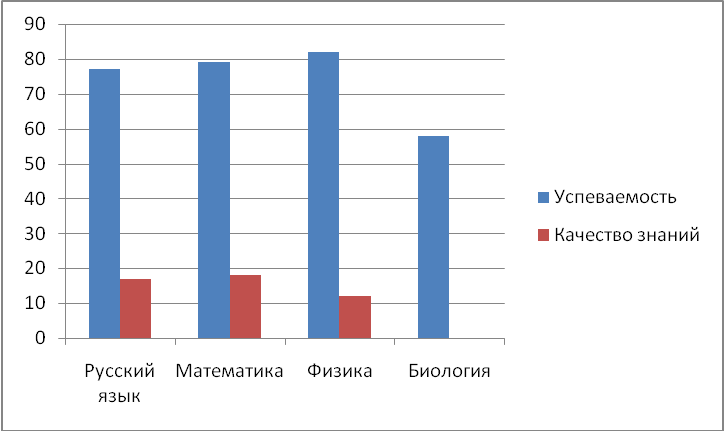 90
80
70
60
50
40
30
20
10
0
Русский язык
Математика
Физика
Биология
Успеваемость
Качество знаний